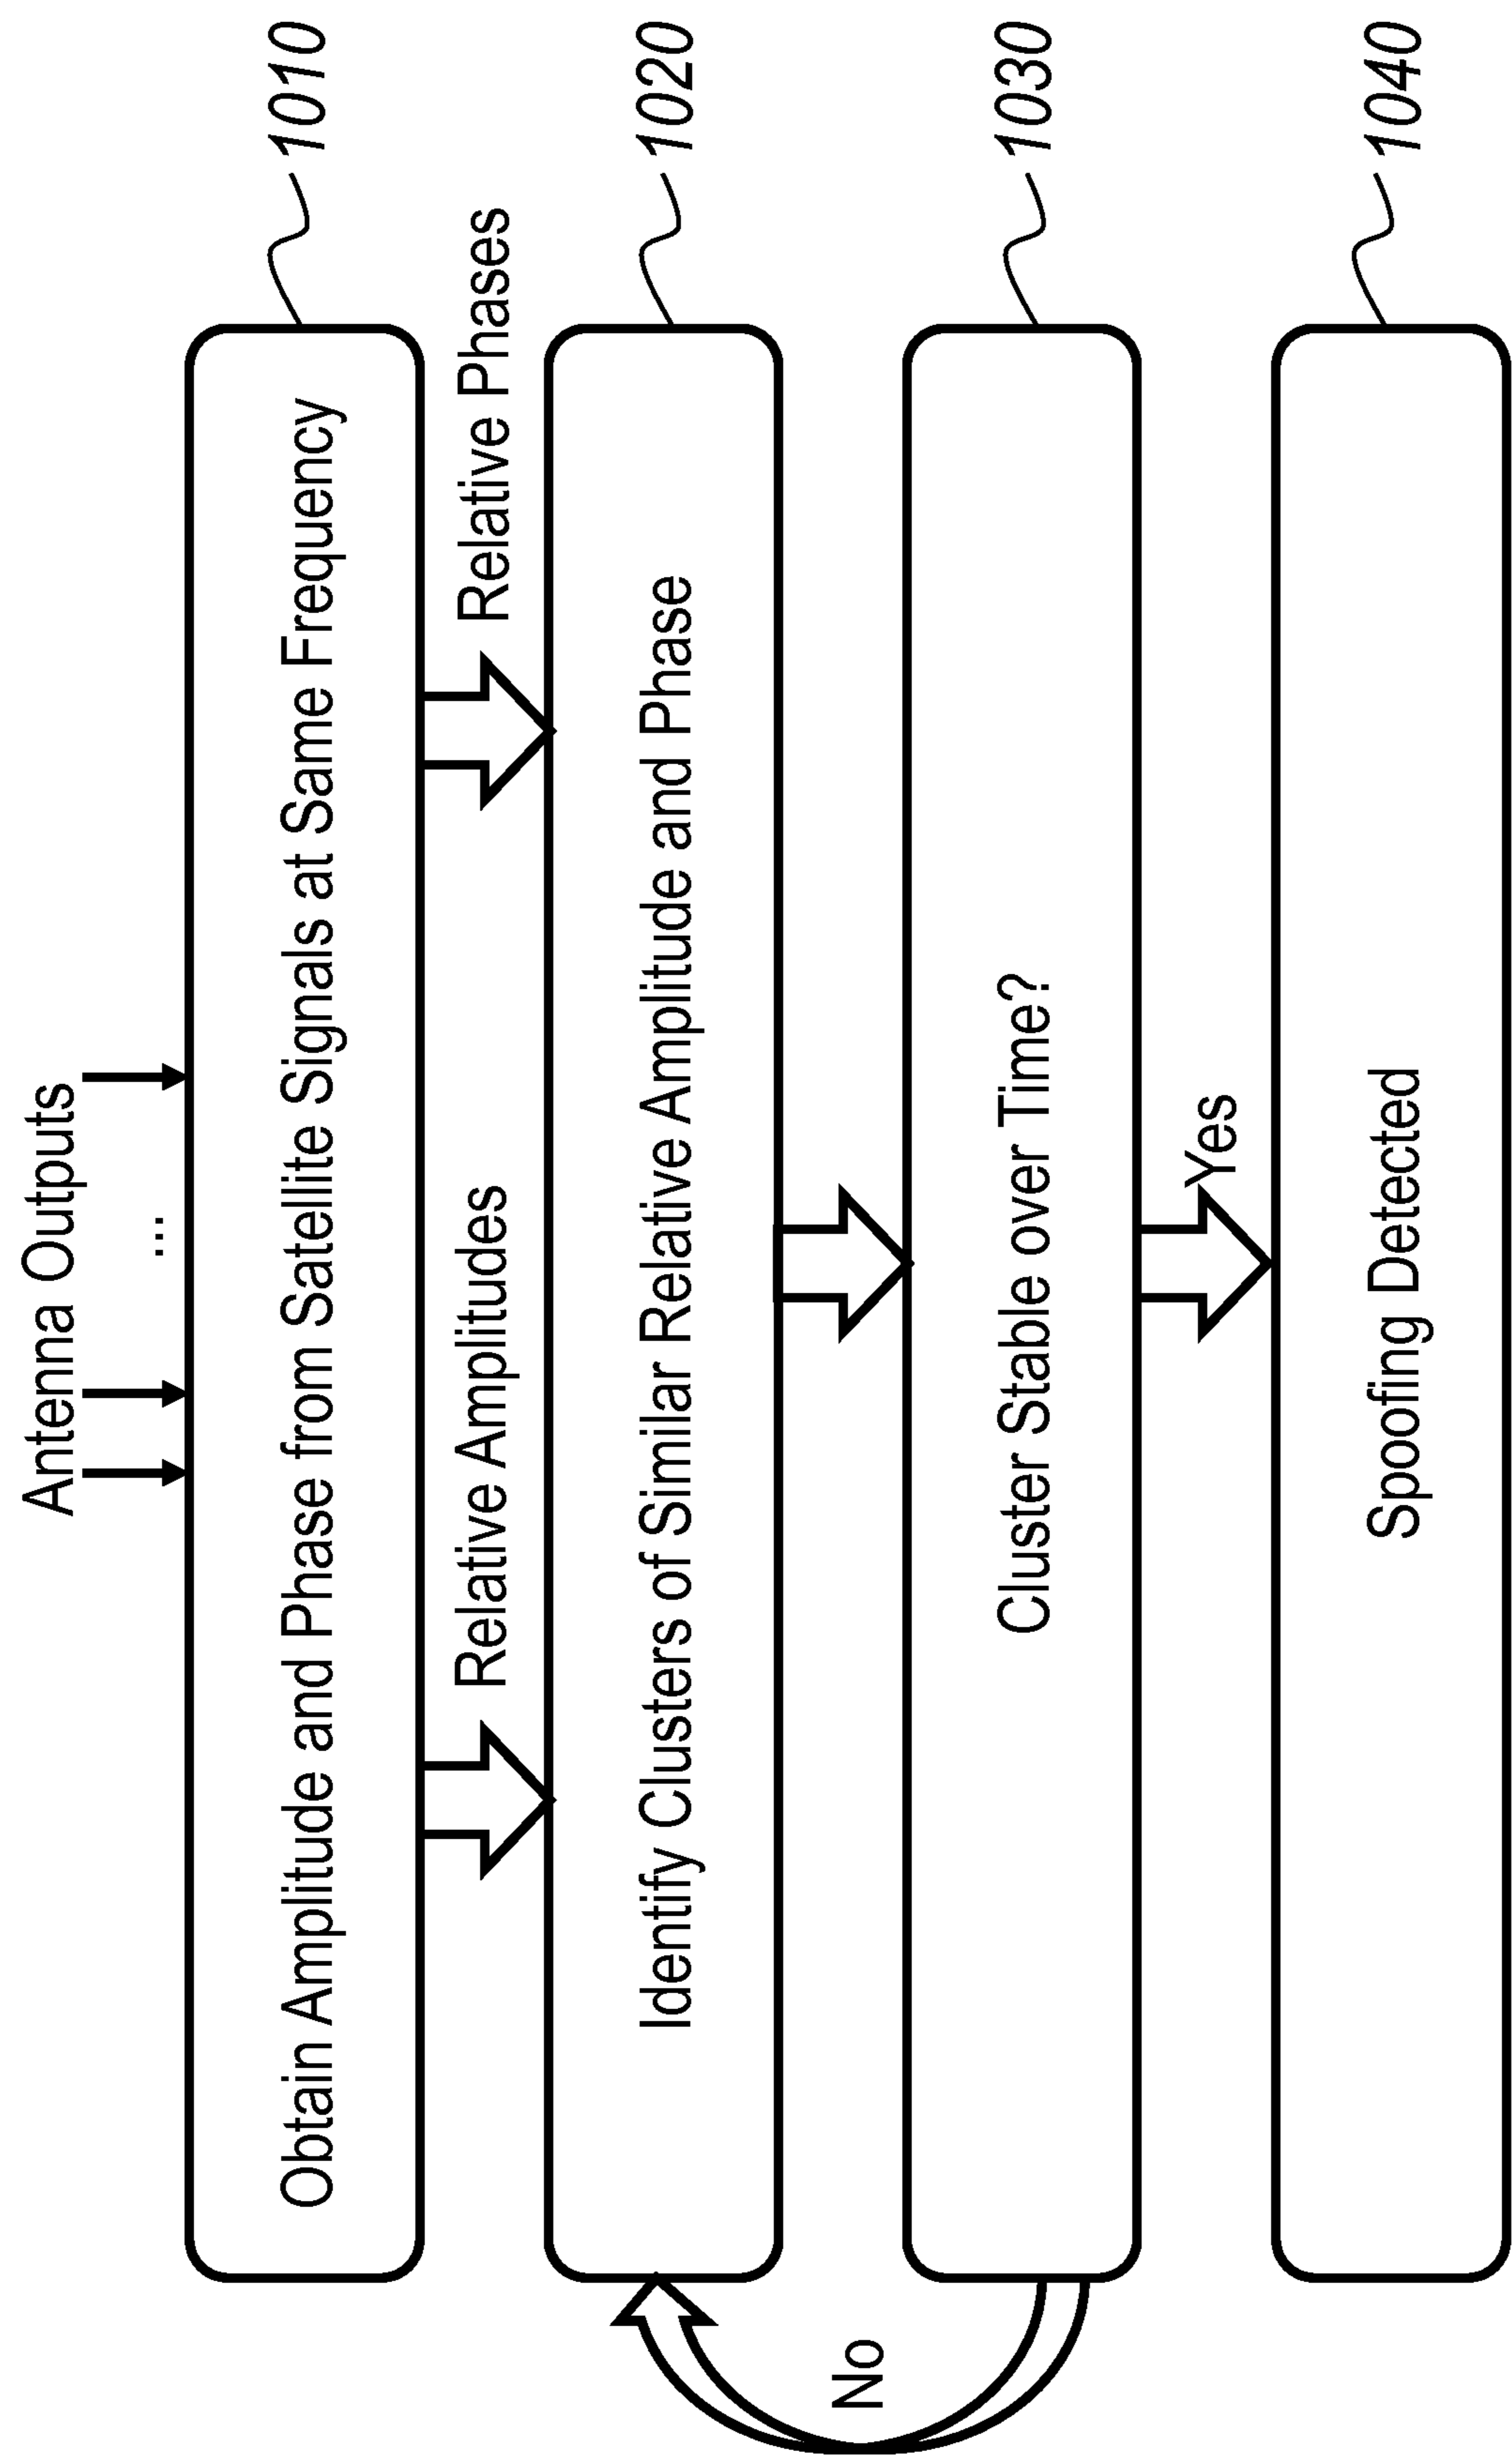 Antenna Outputs
...
Obtain Amplitude and Phase from Satellite Signals at Same Frequency
1010
Relative Amplitudes
Relative Phases
Identify Clusters of Similar Relative Amplitude and Phase
1020
No
Cluster Stable over Time?
1030
Yes
Spoofing Detected
1040